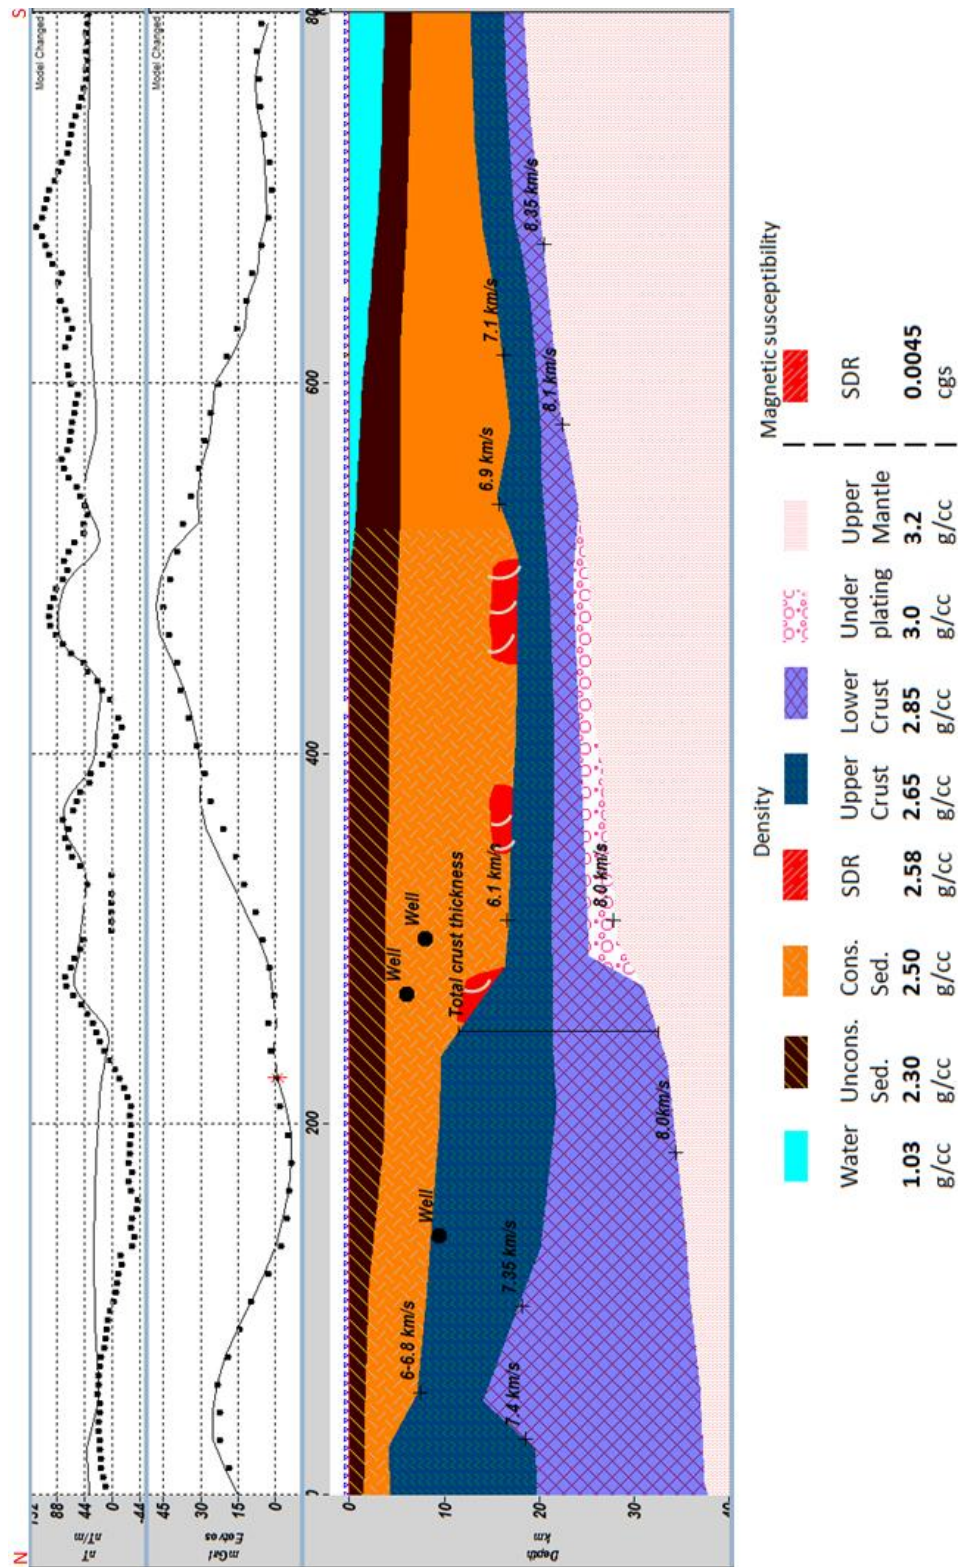 N
S
Model Changed
88
44
0
-44
nT
nT/m
Model Changed
45
30
15
0
mGal
Eotvos
0
200
400
600
80
0
10
20
30
40
Depth
km
Well
Well
Well
Total crust thickness
6-6.8 km/s
7.4 km/s
7.35 km/s
8.0km/s
8.0 km/s
6.9 km/s
7.1 km/s
8.1 km/s
8.35 km/s
Density
Magnetic susceptibility
Water
1.03
g/cc
Uncons.
Sed.
2.30
g/cc
Cons.
Sed.
2.50
g/cc
SDR
2.58
g/cc
Upper
Crust
2.65
g/cc
Lower
Crust
2.85
g/cc
Under
plating
3.0
g/cc
Upper
Mantle
3.2
g/cc
SDR
0.0045
cgs